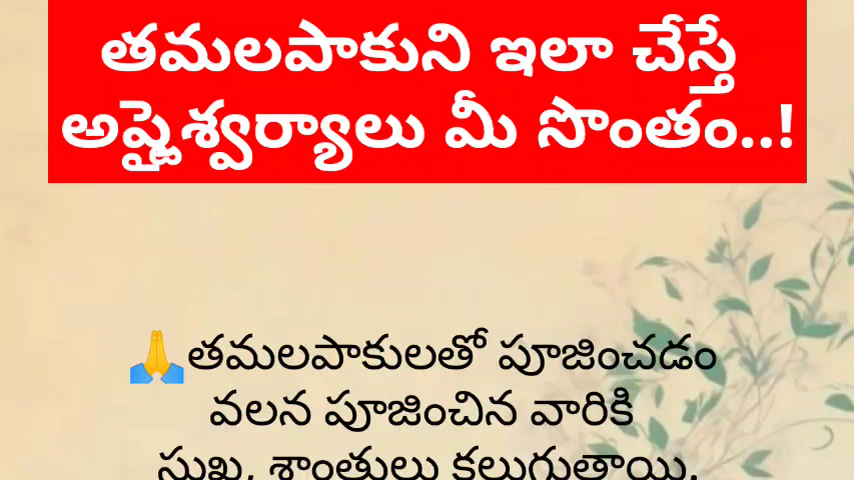 తమలపాకుని ఇలా చేస్తే
అష్టైశ్వర్యాలు మీ సొంతం..!
🙏తమలపాకులతో పూజించడం
వలన పూజించిన వారికి
సుఖ, శాంతులు కలుగుతాయి.